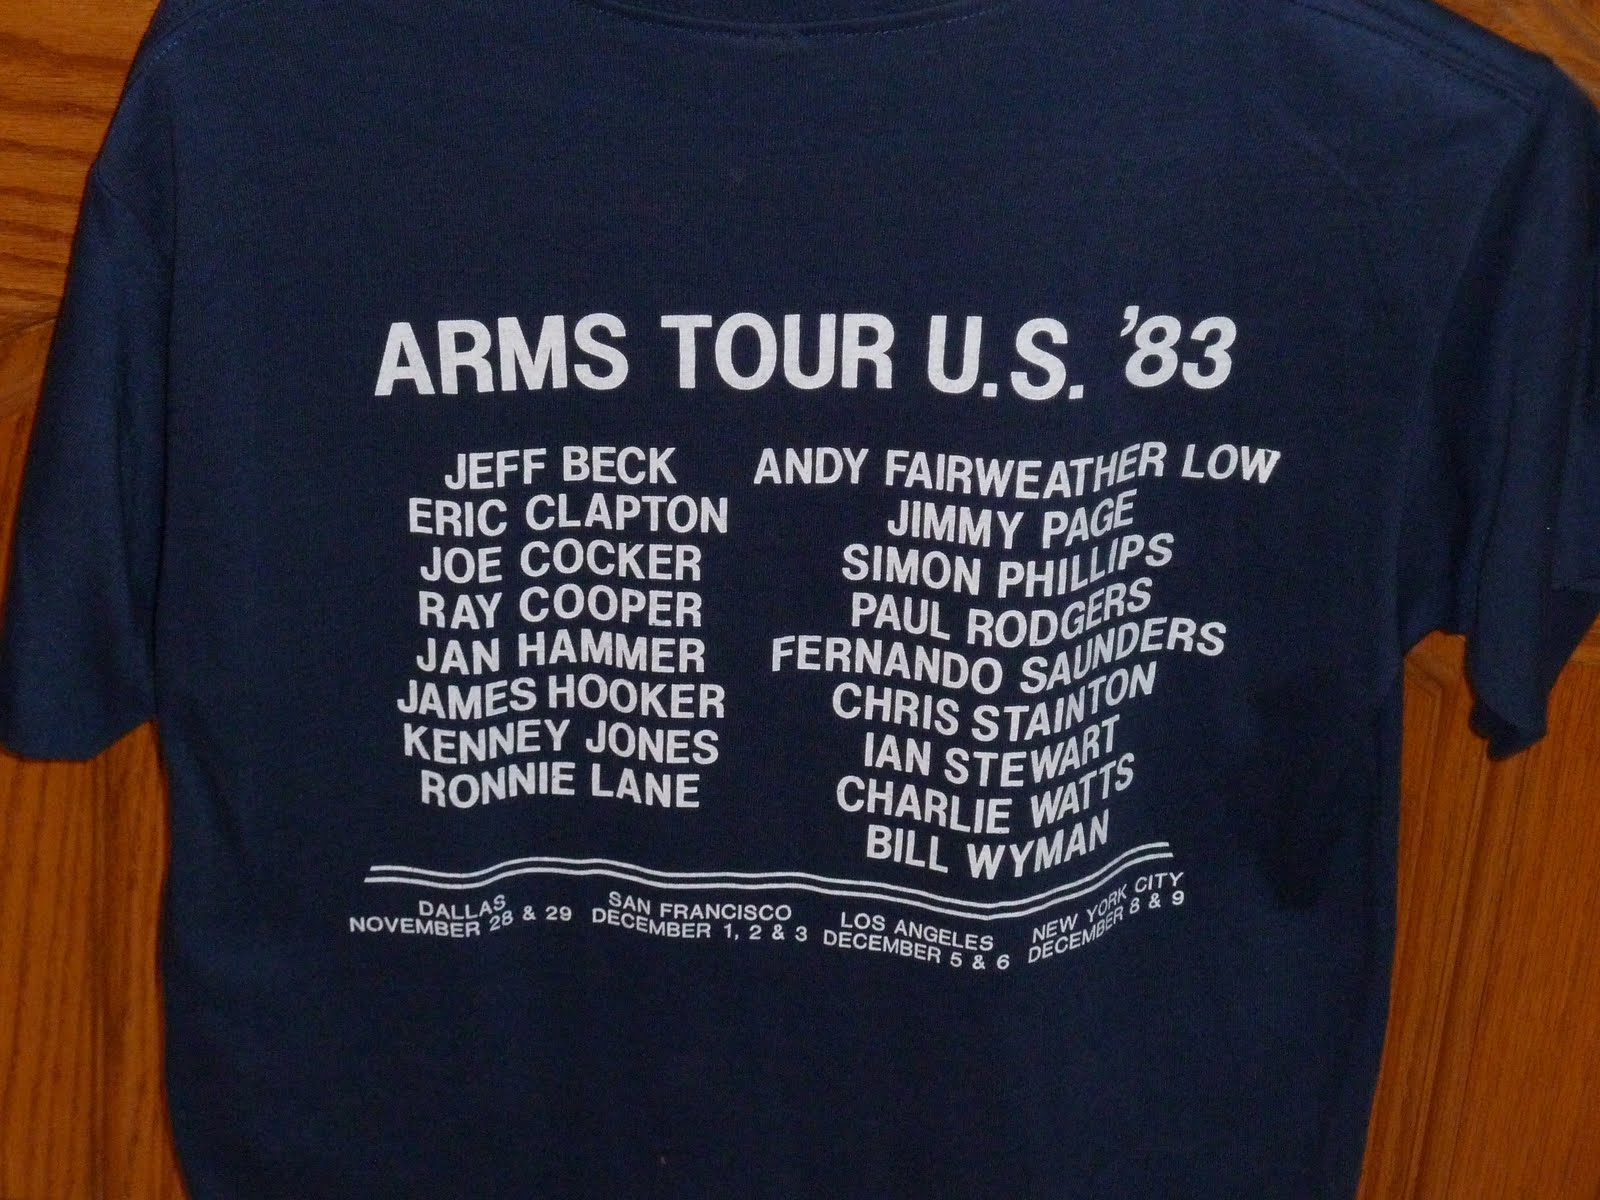 ARMS TOUR U.S. '83
JEFF BECK
ERIC CLAPTON
JOE COCKER
RAY COOPER
JAN HAMMER
JAMES HOOKER
KENNEY JONES
RONNIE LANE
ANDY FAIRWEATHER LOW
JIMMY PAGE
SIMON PHILLIPS
PAUL RODGERS
FERNANDO SAUNDERS
CHRIS STAINTON
IAN STEWART
CHARLIE WATTS
BILL WYMAN
DALLAS
NOVEMBER 28 & 29
SAN FRANCISCO
DECEMBER 1, 2 & 3
LOS ANGELES
DECEMBER 5 & 6
NEW YORK CITY
DECEMBER 8 & 9